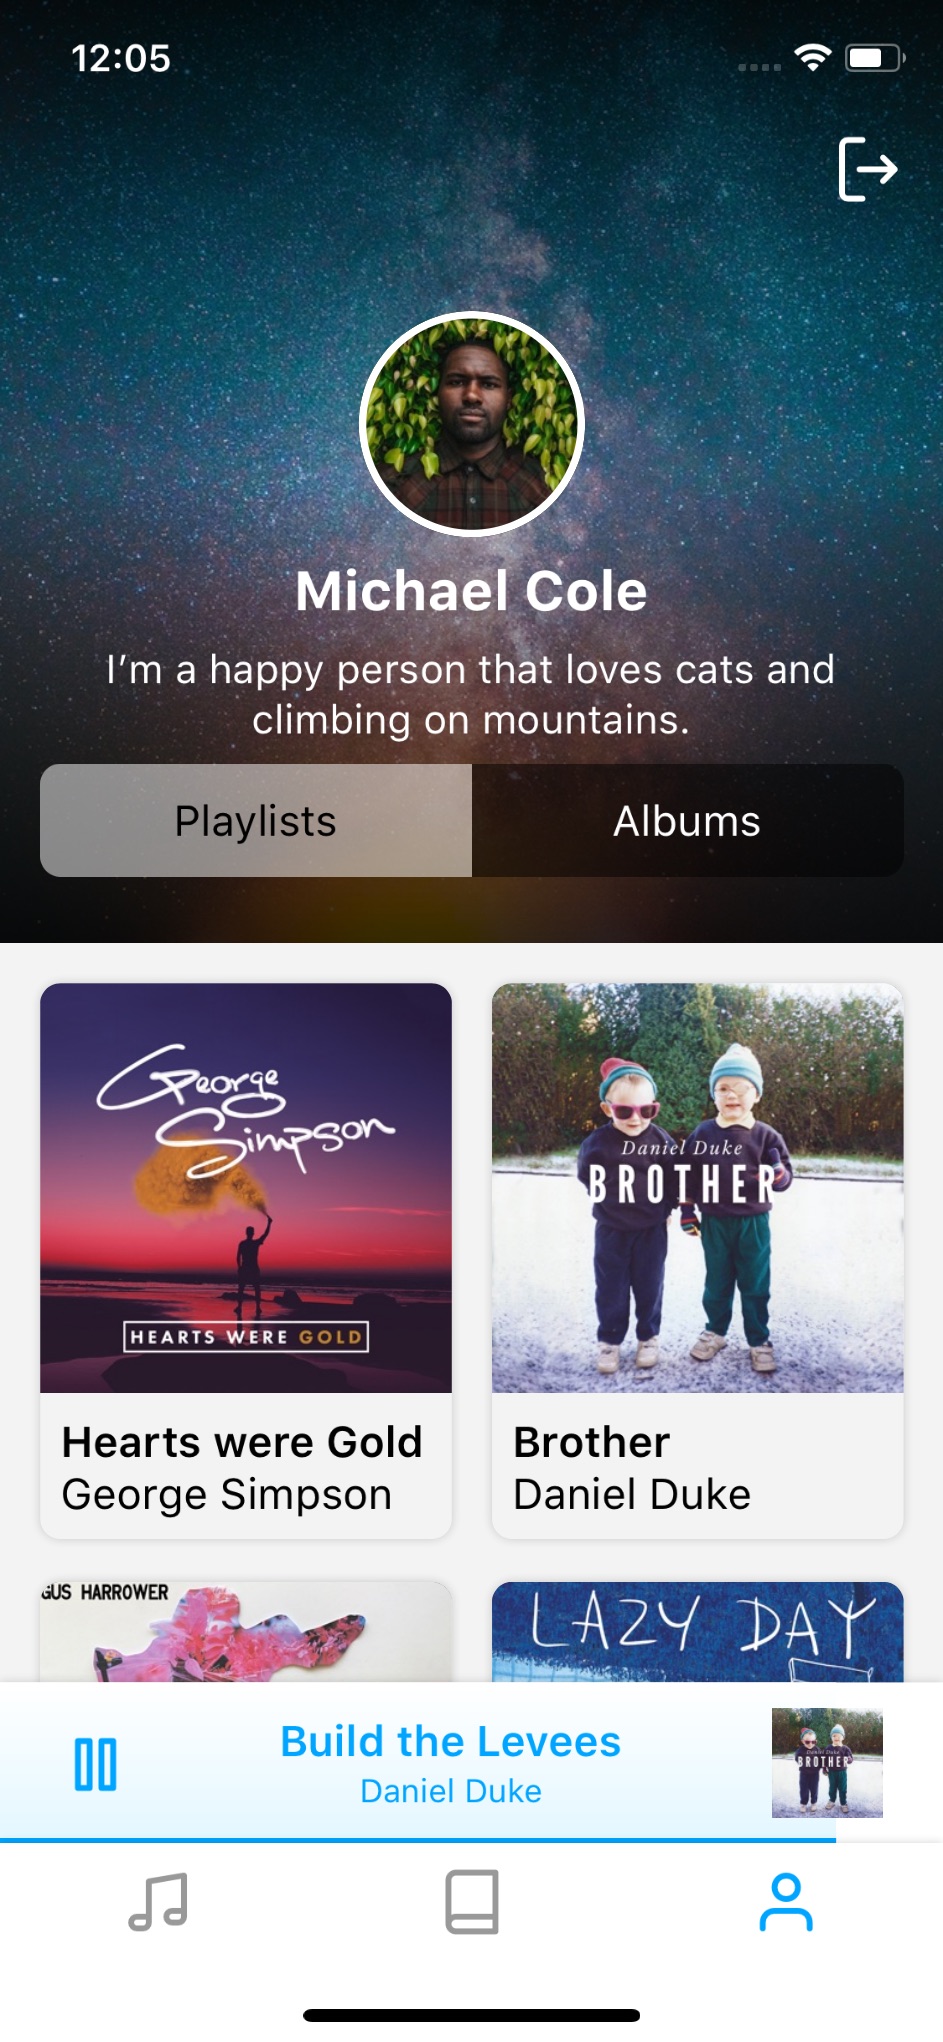 12:05
Michael Cole
I’m a happy person that loves cats and
climbing on mountains.
Playlists
Albums
George
Simpson
HEARTS WERE GOLD
Daniel Duke
BROTHER
Hearts were Gold
George Simpson
Brother
Daniel Duke
GUS HARROWER
LAZY DAY
Build the Levees
Daniel Duke
Daniel Duke
BROTHER